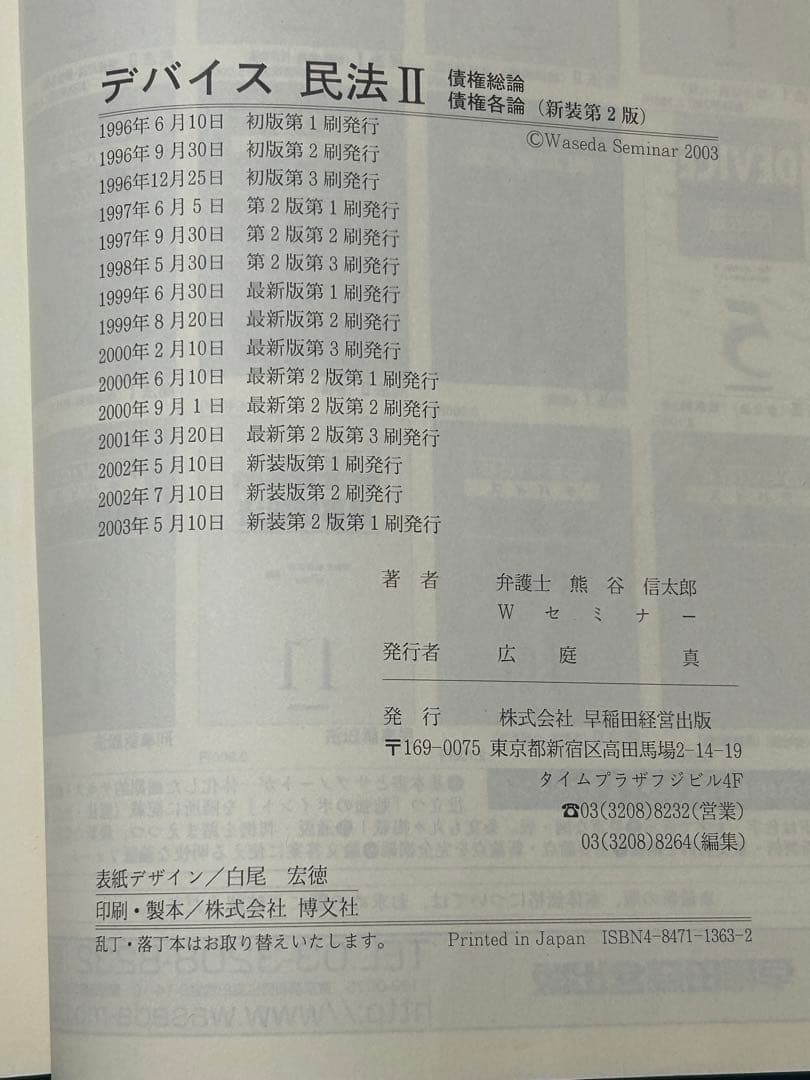 デバイス 民法Ⅱ 債権総論
債権各論（新装第2版）
©Waseda Seminar 2003
1996年6月10日 初版第1刷発行
1996年9月30日 初版第2刷発行
1996年12月25日 初版第3刷発行
1997年6月5日 第2版第1刷発行
1997年9月30日 第2版第2刷発行
1998年5月30日 第2版第3刷発行
1999年6月30日 最新版第1刷発行
1999年8月20日 最新版第2刷発行
2000年2月10日 最新版第3刷発行
2000年6月10日 最新第2版第1刷発行
2000年9月1日 最新第2版第2刷発行
2001年3月20日 最新第2版第3刷発行
2002年5月10日 新装版第1刷発行
2002年7月10日 新装版第2刷発行
2003年5月10日 新装第2版第1刷発行
著者 弁護士 熊谷 信太郎
Wセミナー
発行者 広庭 真
発行 株式会社 早稲田経営出版
〒169-0075 東京都新宿区高田馬場2-14-19
タイムプラザフジビル4F
☎03(3208)8232(営業)
03(3208)8264(編集)
表紙デザイン／白尾 宏徳
印刷・製本／株式会社 博文社
乱丁・落丁本はお取り替えいたします。 Printed in Japan ISBN4-8471-1363-2